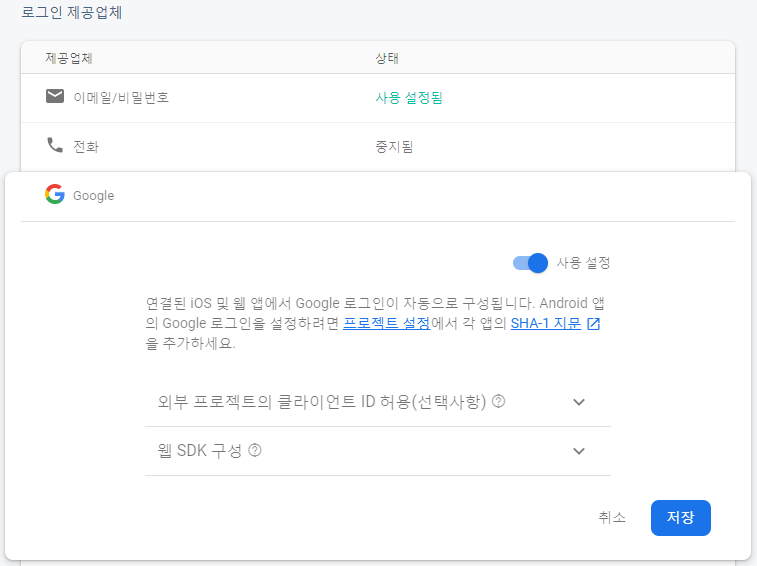 로그인 제공업체
제공업체 상태
이메일/비밀번호 사용 설정됨
전화 중지됨
Google
사용 설정
연결된 iOS 및 웹 앱에서 Google 로그인이 자동으로 구성됩니다. Android 앱
의 Google 로그인을 설정하려면 프로젝트 설정에서 각 앱의 SHA-1 지문
을 추가하세요.
외부 프로젝트의 클라이언트 ID 허용(선택사항)
웹 SDK 구성
취소 저장